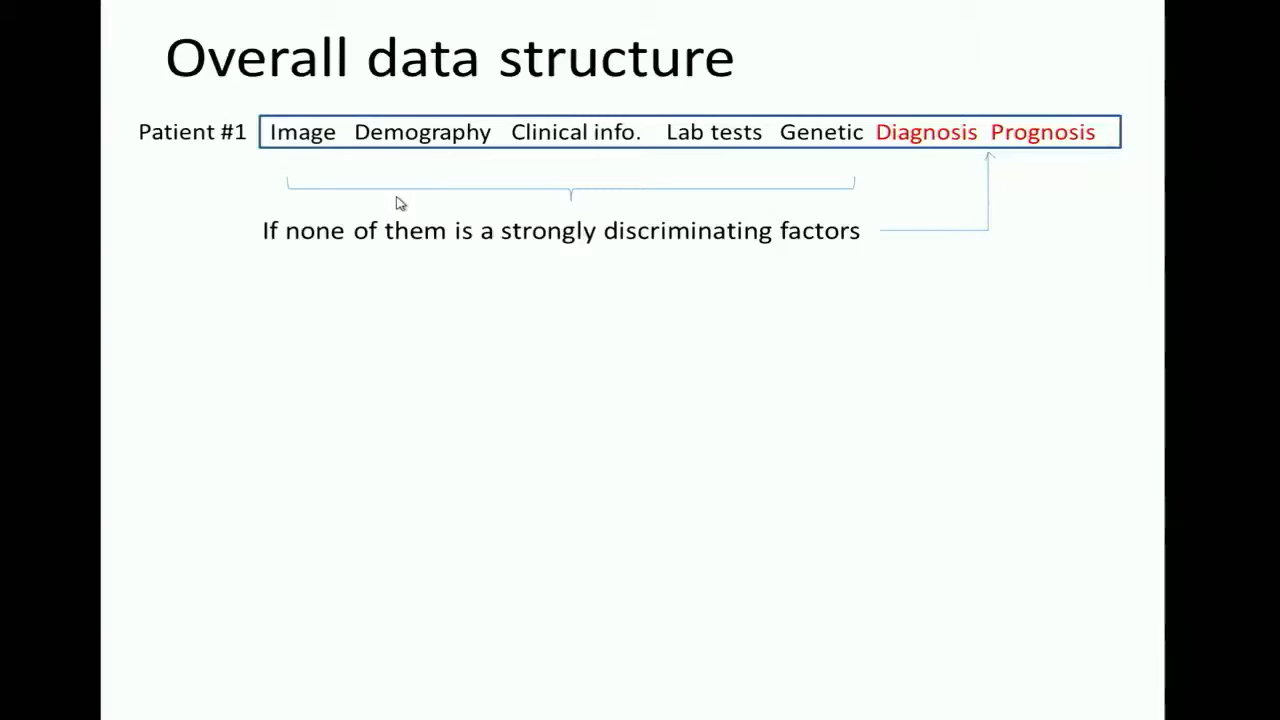 Overall data structure
Patient #1 Image Demography Clinical info. Lab tests Genetic Diagnosis Prognosis
If none of them is a strongly discriminating factors